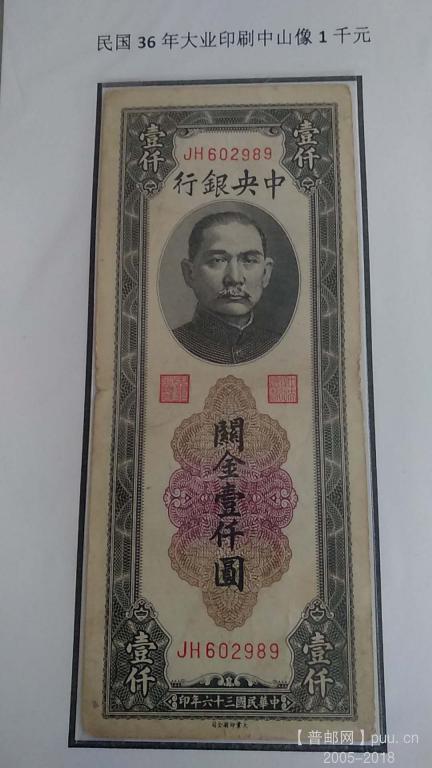 民国 36 年大业印刷中山像 1 千元
壹仟
壹仟
JH602989
中央銀行
關金壹仟圓
JH602989
壹仟
壹仟
中華民國三十六年印
【普邮网】puu.cn
2005-2018